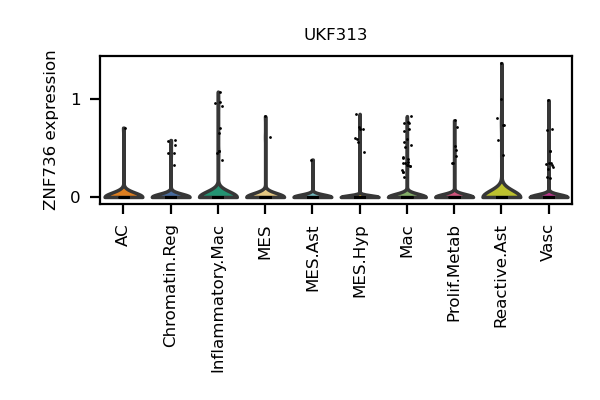 UKF313
ZNF736 expression
1
0
AC
Chromatin.Reg
Inflammatory.Mac
MES
MES.Ast
MES.Hyp
Mac
Prolif.Metab
Reactive.Ast
Vasc